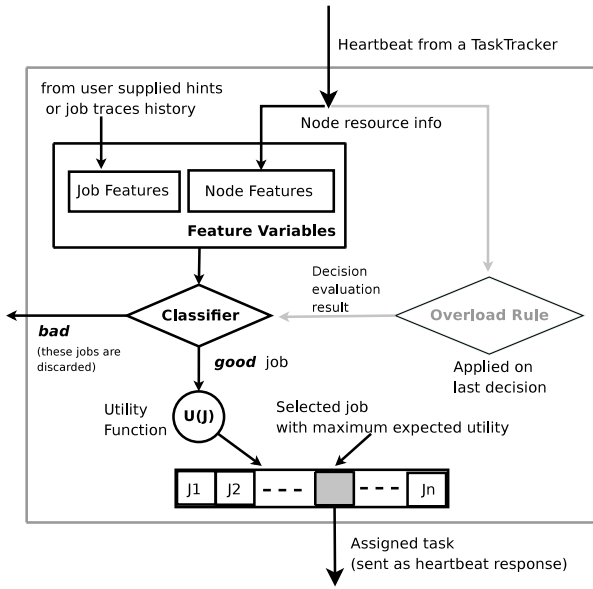 Heartbeat from a TaskTracker
from user supplied hints
or job traces history
Node resource info
Job Features
Node Features
Feature Variables
Decision
evaluation
result
Classifier
Overload Rule
bad
(these jobs are
discarded)
good job
Applied on
last decision
Utility
Function
U(J)
Selected job
with maximum expected utility
J1 J2 Jn
Assigned task
(sent as heartbeat response)